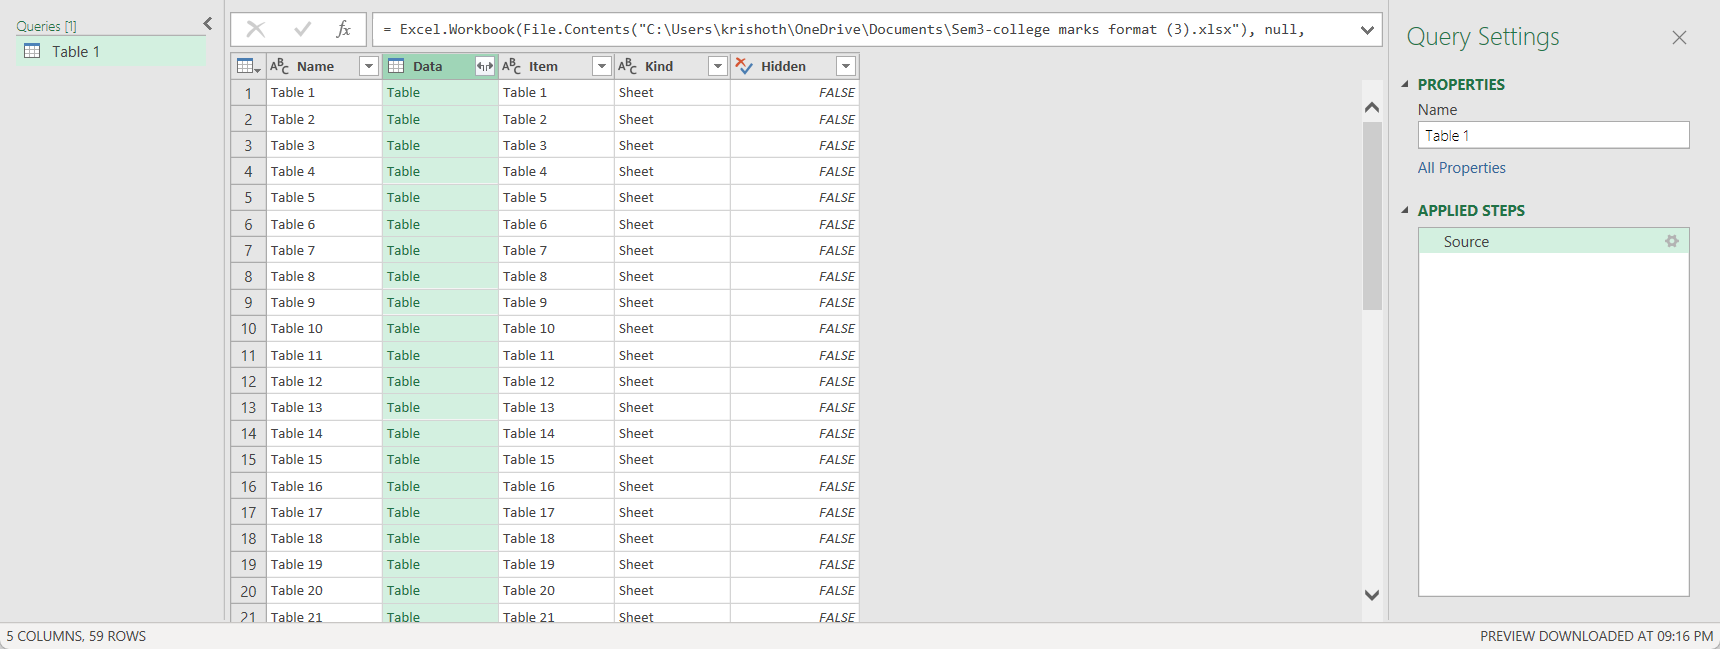 Queries [1]
Table 1
fx
= Excel.Workbook(File.Contents("C:\Users\krishoth\OneDrive\Documents\Sem3-college marks format (3).xlsx"), null,
ABC Name Data ABC Item ABC Kind Hidden
1 Table 1 Table Table 1 Sheet FALSE
2 Table 2 Table Table 2 Sheet FALSE
3 Table 3 Table Table 3 Sheet FALSE
4 Table 4 Table Table 4 Sheet FALSE
5 Table 5 Table Table 5 Sheet FALSE
6 Table 6 Table Table 6 Sheet FALSE
7 Table 7 Table Table 7 Sheet FALSE
8 Table 8 Table Table 8 Sheet FALSE
9 Table 9 Table Table 9 Sheet FALSE
10 Table 10 Table Table 10 Sheet FALSE
11 Table 11 Table Table 11 Sheet FALSE
12 Table 12 Table Table 12 Sheet FALSE
13 Table 13 Table Table 13 Sheet FALSE
14 Table 14 Table Table 14 Sheet FALSE
15 Table 15 Table Table 15 Sheet FALSE
16 Table 16 Table Table 16 Sheet FALSE
17 Table 17 Table Table 17 Sheet FALSE
18 Table 18 Table Table 18 Sheet FALSE
19 Table 19 Table Table 19 Sheet FALSE
20 Table 20 Table Table 20 Sheet FALSE
21 Table 21 Table Table 21 Sheet FALSE
Query Settings
PROPERTIES
Name
Table 1
All Properties
APPLIED STEPS
Source
5 COLUMNS, 59 ROWS
PREVIEW DOWNLOADED AT 09:16 PM